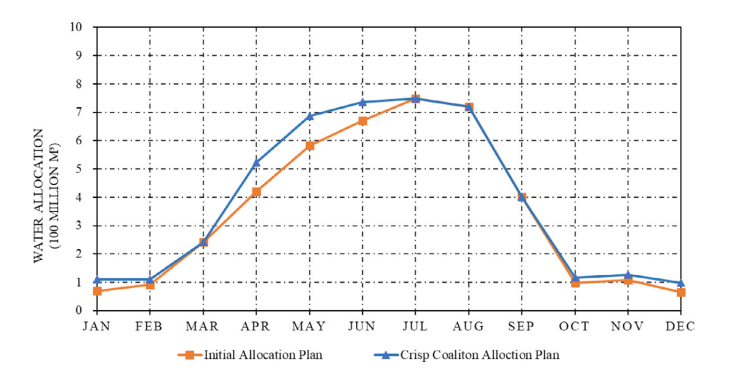 10
9
8
7
6
5
4
3
2
1
0
WATER ALLOCATION
(100 MILLION M³)
JAN FEB MAR APR MAY JUN JUL AUG SEP OCT NOV DEC
Initial Allocation Plan Crisp Coaliton Alloction Plan